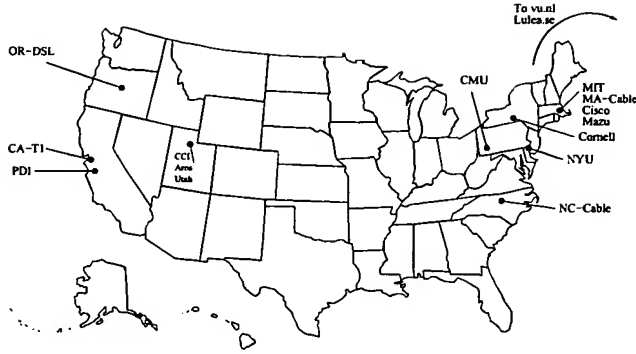 To vu.nl
Lulea.se
OR-DSL
CMU
MIT
MA-Cable
Cisco
Mazu
Cornell
CA-T1
PDI
CCI
Aros
Utah
NYU
NC-Cable